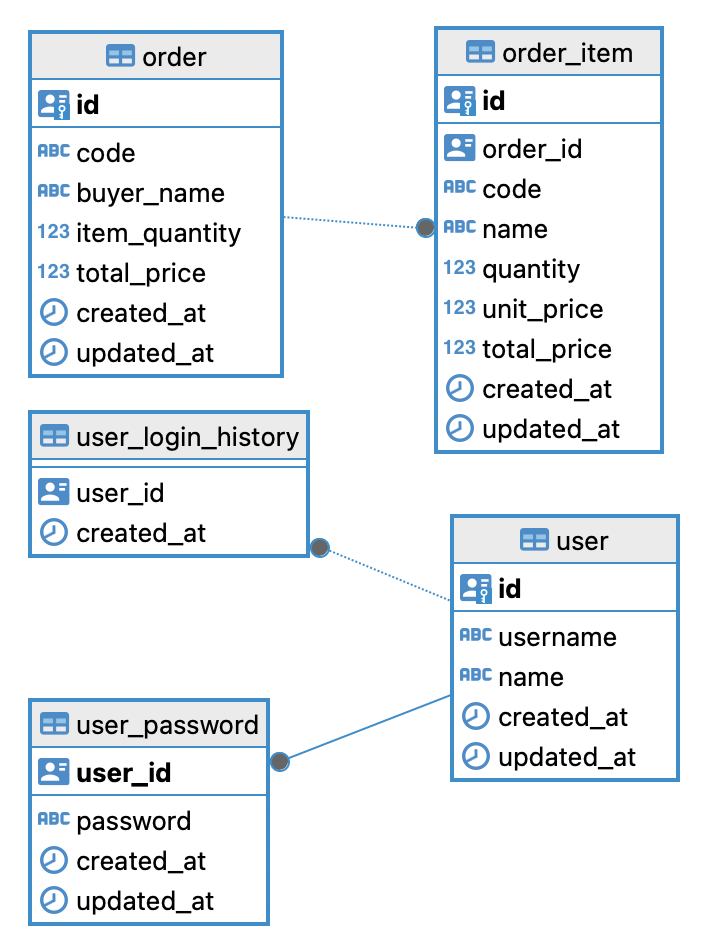 order
id
ABC code
ABC buyer_name
123 item_quantity
123 total_price
created_at
updated_at
order_item
id
order_id
ABC code
ABC name
123 quantity
123 unit_price
123 total_price
created_at
updated_at
user_login_history
user_id
created_at
user
id
ABC username
ABC name
created_at
updated_at
user_password
user_id
ABC password
created_at
updated_at